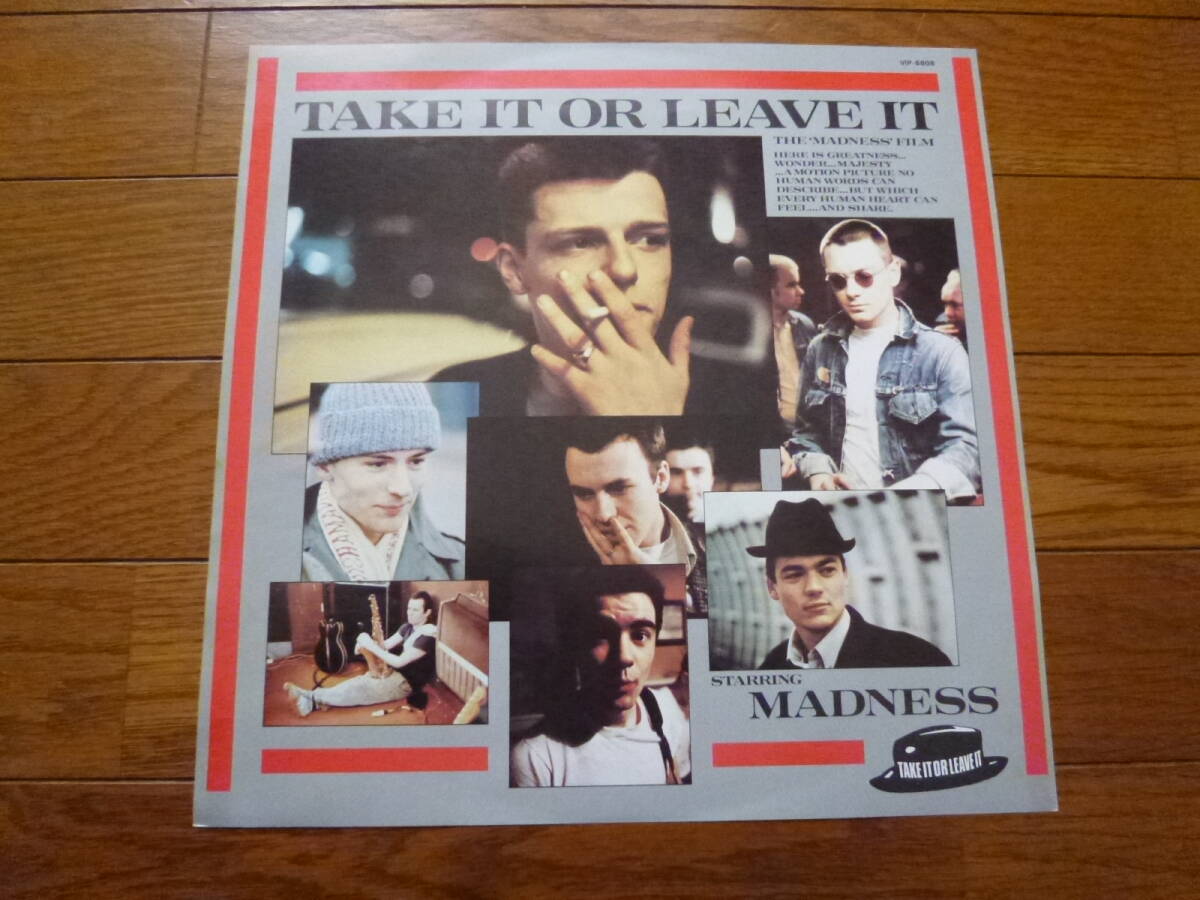 VIP-6808
TAKE IT OR LEAVE IT
THE 'MADNESS' FILM
HERE IS GREATNESS...
WONDER...MAJESTY
...A MOTION PICTURE NO
HUMAN WORDS CAN
DESCRIBE...BUT WHICH
EVERY HUMAN HEART CAN
FEEL...AND SHARE.
STARRING
MADNESS
TAKE IT OR LEAVE IT